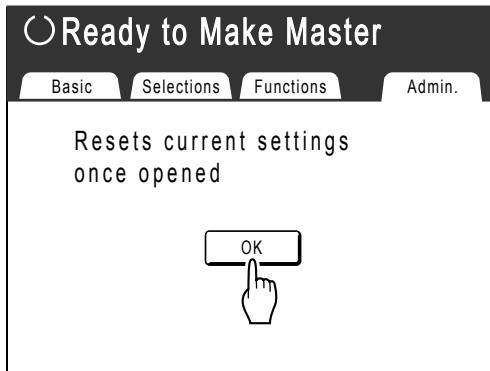 Ready to Make Master
Basic Selections Functions Admin.
Resets current settings
once opened
OK